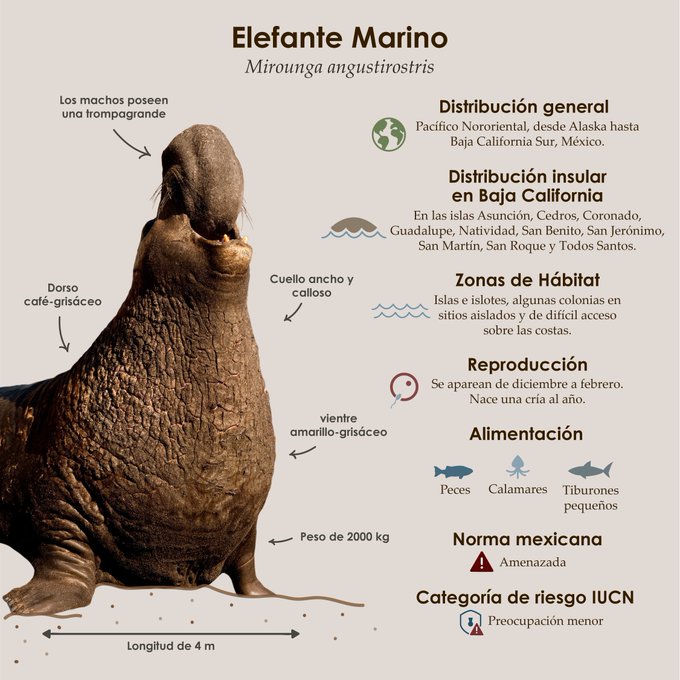 Elefante Marino
Mirounga angustirostris
Los machos poseen
una trompagrande
Dorso
café-grisáceo
Cuello ancho y
calloso
vientre
amarillo-grisáceo
Peso de 2000 kg
Longitud de 4 m
Distribución general
Pacífico Nororiental, desde Alaska hasta
Baja California Sur, México.
Distribución insular
en Baja California
En las islas Asunción, Cedros, Coronado,
Guadalupe, Natividad, San Benito, San Jerónimo,
San Martín, San Roque y Todos Santos.
Zonas de Hábitat
Islas e islotes, algunas colonias en
sitios aislados y de difícil acceso
sobre las costas.
Reproducción
Se aparean de diciembre a febrero.
Nace una cría al año.
Alimentación
Peces
Calamares
Tiburones
pequeños
Norma mexicana
Amenazada
Categoría de riesgo IUCN
Preocupación menor